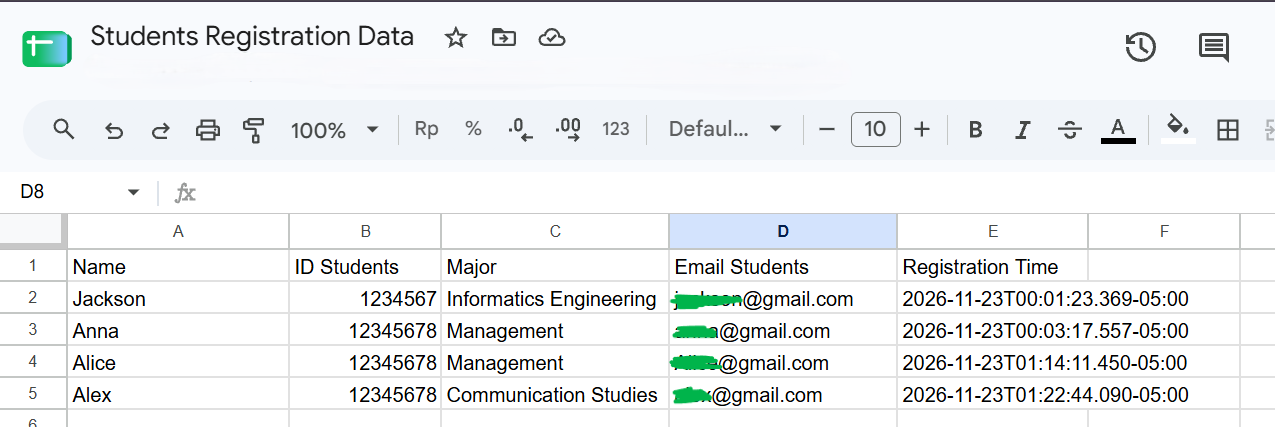 Students Registration Data
100% Rp % .0 .00 123 Defaul... 10 B I A
D8 fx
A B C D E F
1 Name ID Students Major Email Students Registration Time
2 Jackson 1234567 Informatics Engineering @gmail.com 2026-11-23T00:01:23.369-05:00
3 Anna 12345678 Management @gmail.com 2026-11-23T00:03:17.557-05:00
4 Alice 12345678 Management @gmail.com 2026-11-23T01:14:11.450-05:00
5 Alex 12345678 Communication Studies @gmail.com 2026-11-23T01:22:44.090-05:00
6